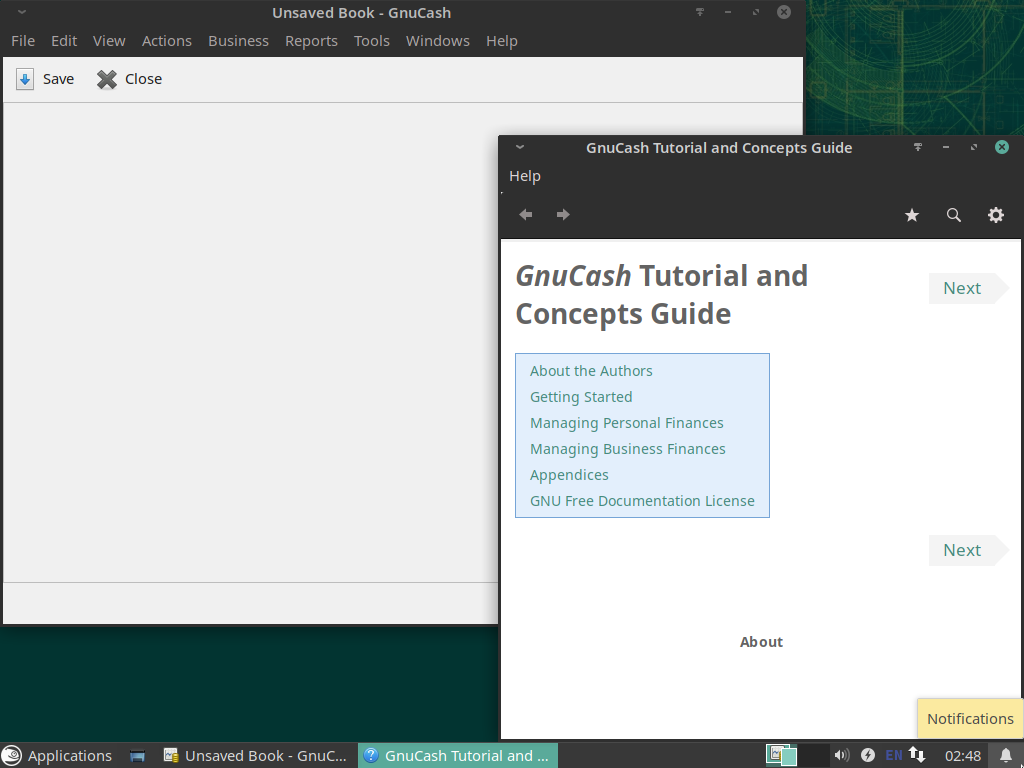 Unsaved Book - GnuCash
File Edit View Actions Business Reports Tools Windows Help
Save Close
GnuCash Tutorial and Concepts Guide
Help
GnuCash Tutorial and
Concepts Guide
Next
About the Authors
Getting Started
Managing Personal Finances
Managing Business Finances
Appendices
GNU Free Documentation License
Next
About
Notifications
Applications Unsaved Book - GnuC... GnuCash Tutorial and ... EN 02:48